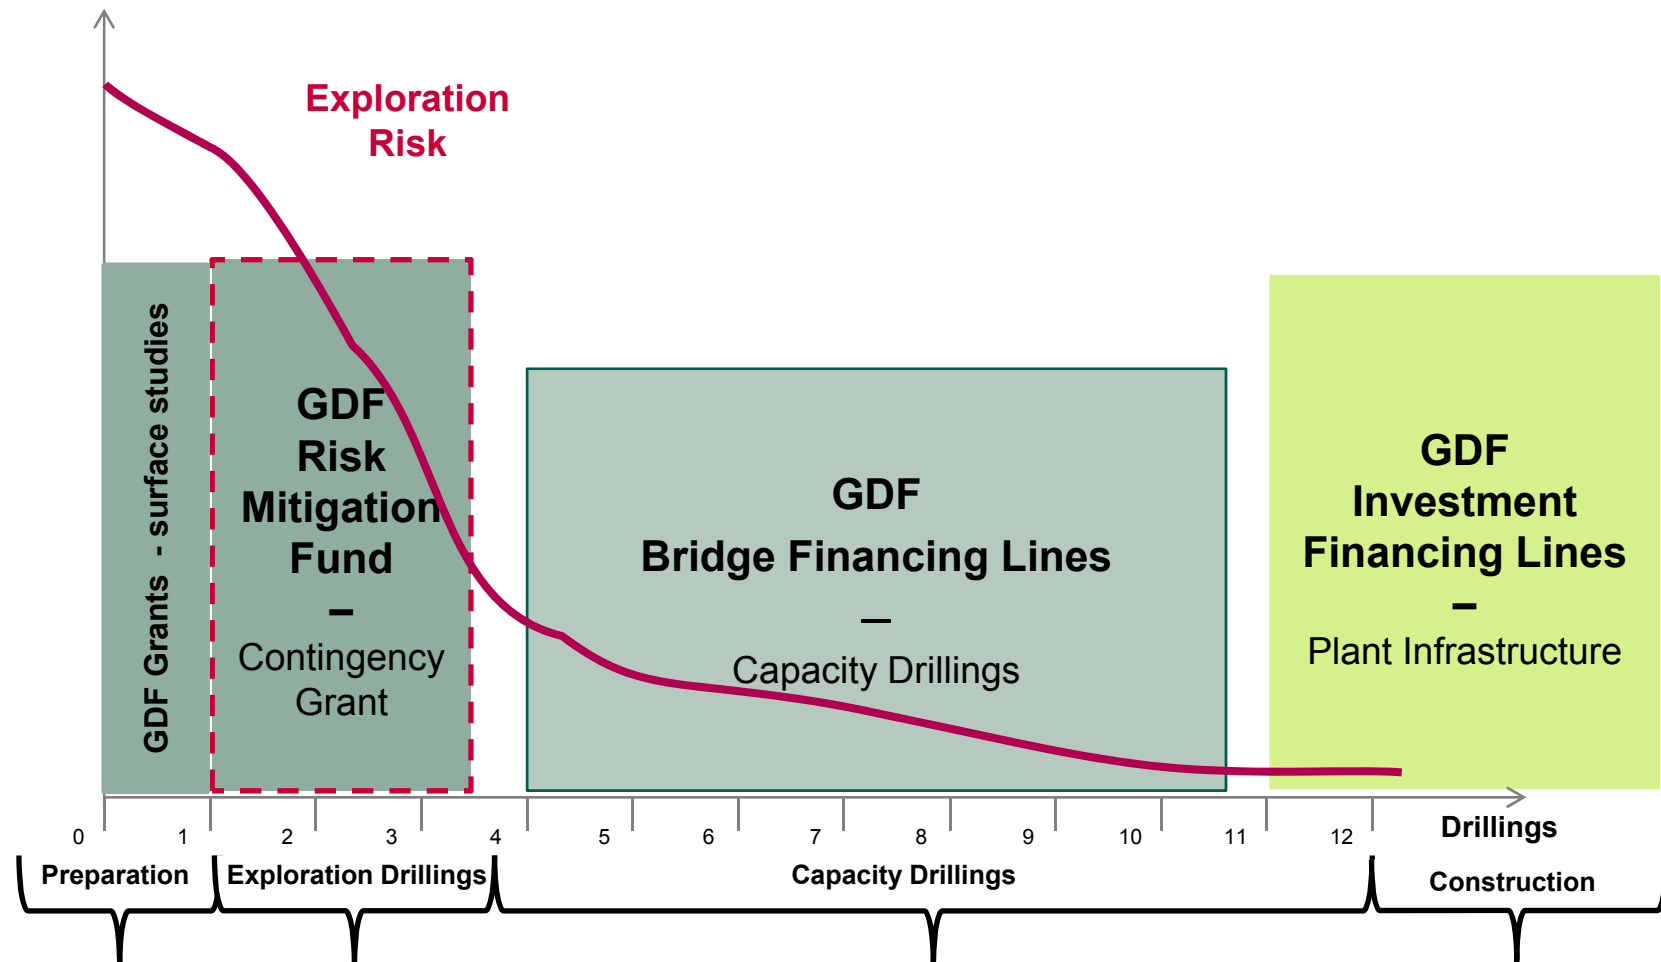 Exploration
Risk
GDF Grants - surface studies
GDF
Risk
Mitigation
Fund
–
Contingency
Grant
GDF
Bridge Financing Lines
—
Capacity Drillings
GDF
Investment
Financing Lines
–
Plant Infrastructure
0 1 2 3 4 5 6 7 8 9 10 11 12 Drillings
Preparation Exploration Drillings Capacity Drillings Construction